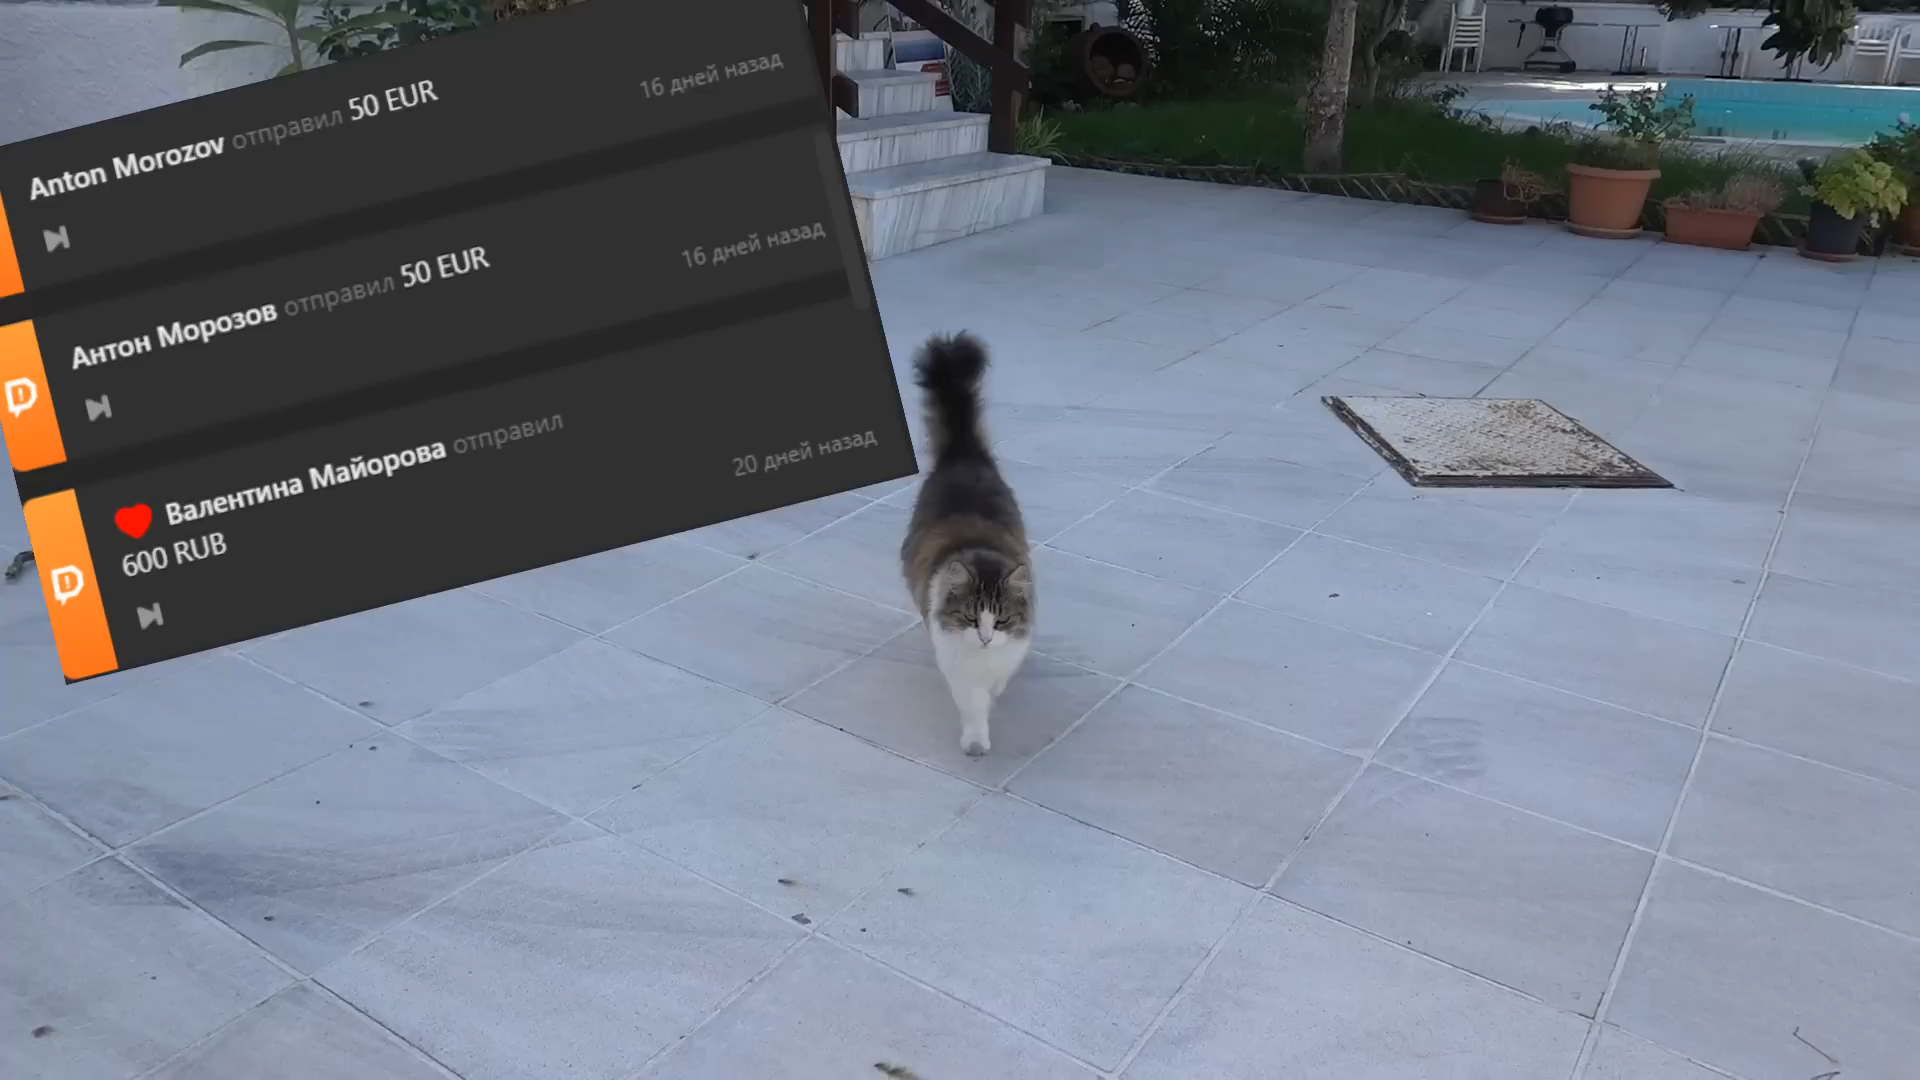 Anton Morozov отправил 50 EUR
16 дней назад
Антон Морозов отправил 50 EUR
16 дней назад
Валентина Майорова отправил
600 RUB
20 дней назад